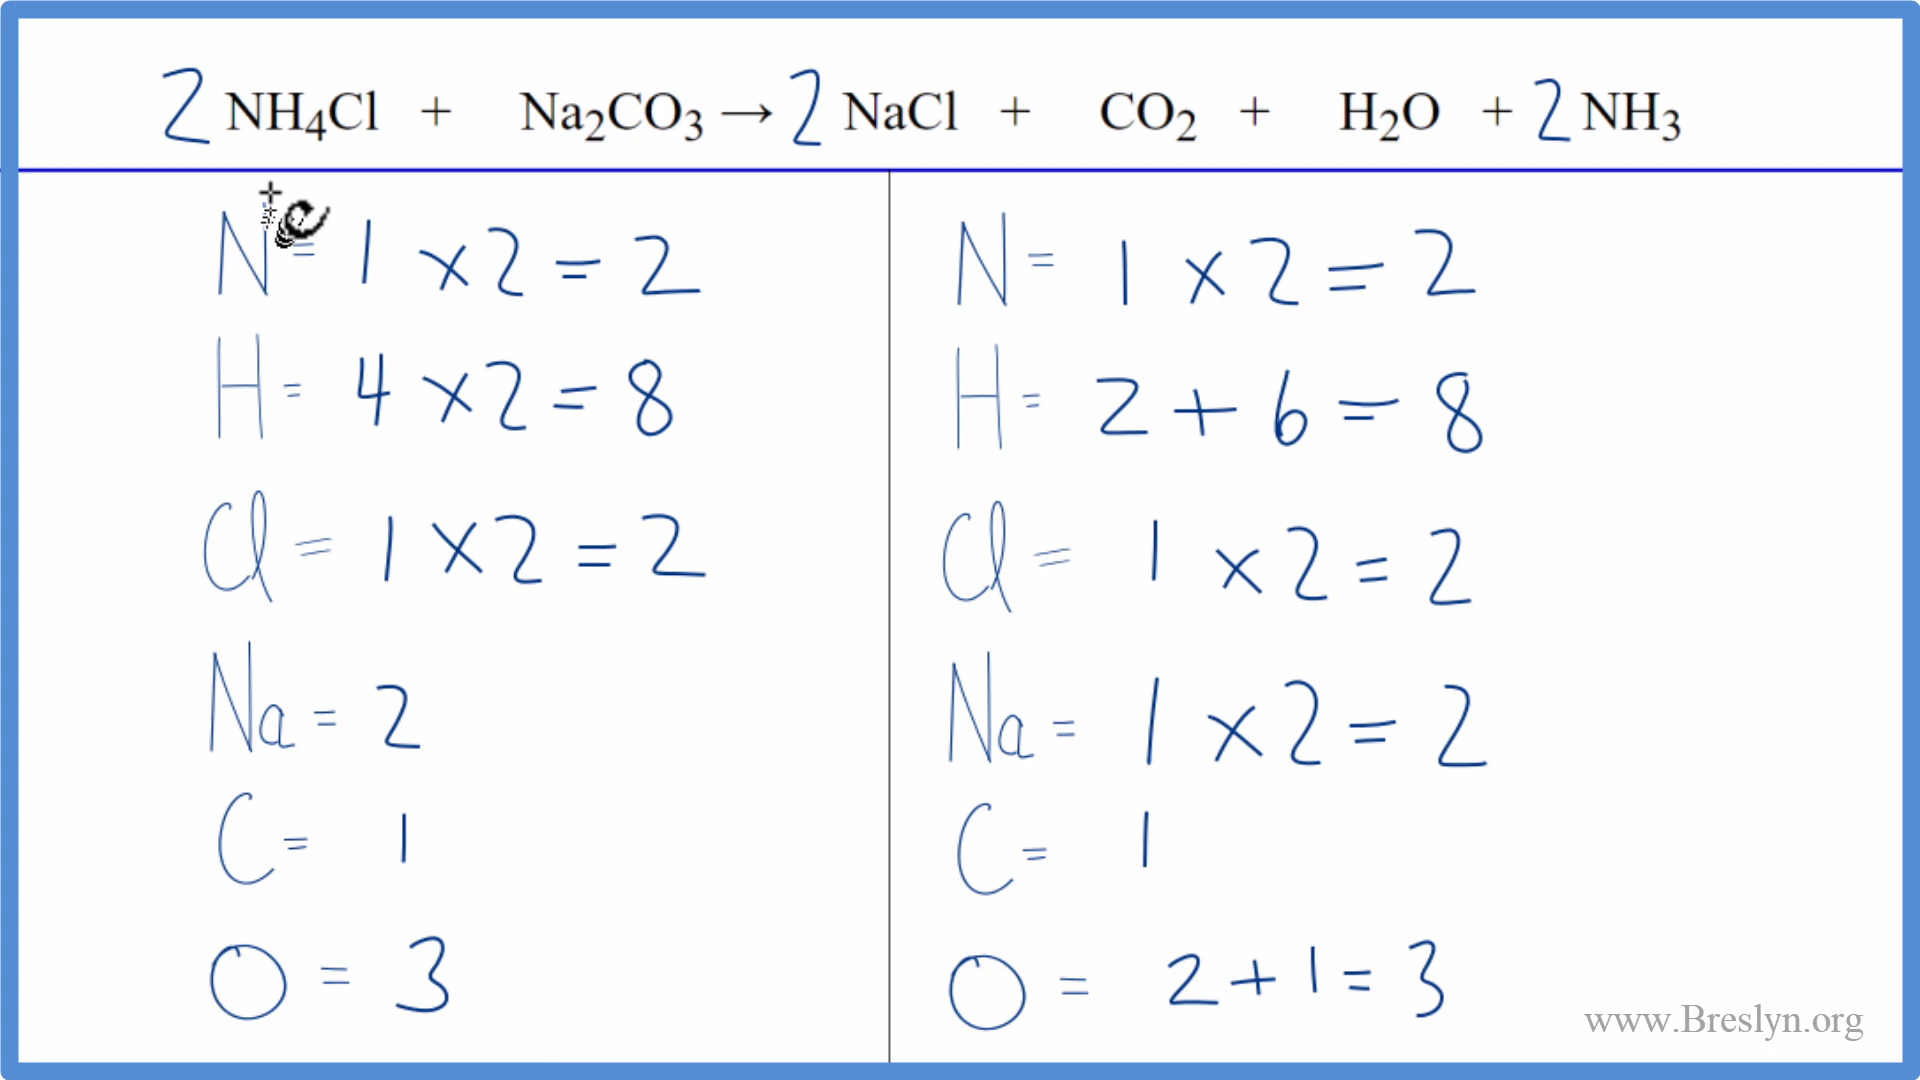 2 NH₄Cl + Na₂CO₃ → 2 NaCl + CO₂ + H₂O + 2 NH₃
N = 1 x 2 = 2
H = 4 x 2 = 8
Cl = 1 x 2 = 2
Na = 2
C = 1
O = 3
N = 1 x 2 = 2
H = 2 + 6 = 8
Cl = 1 x 2 = 2
Na = 1 x 2 = 2
C = 1
O = 2 + 1 = 3
www.Breslyn.org